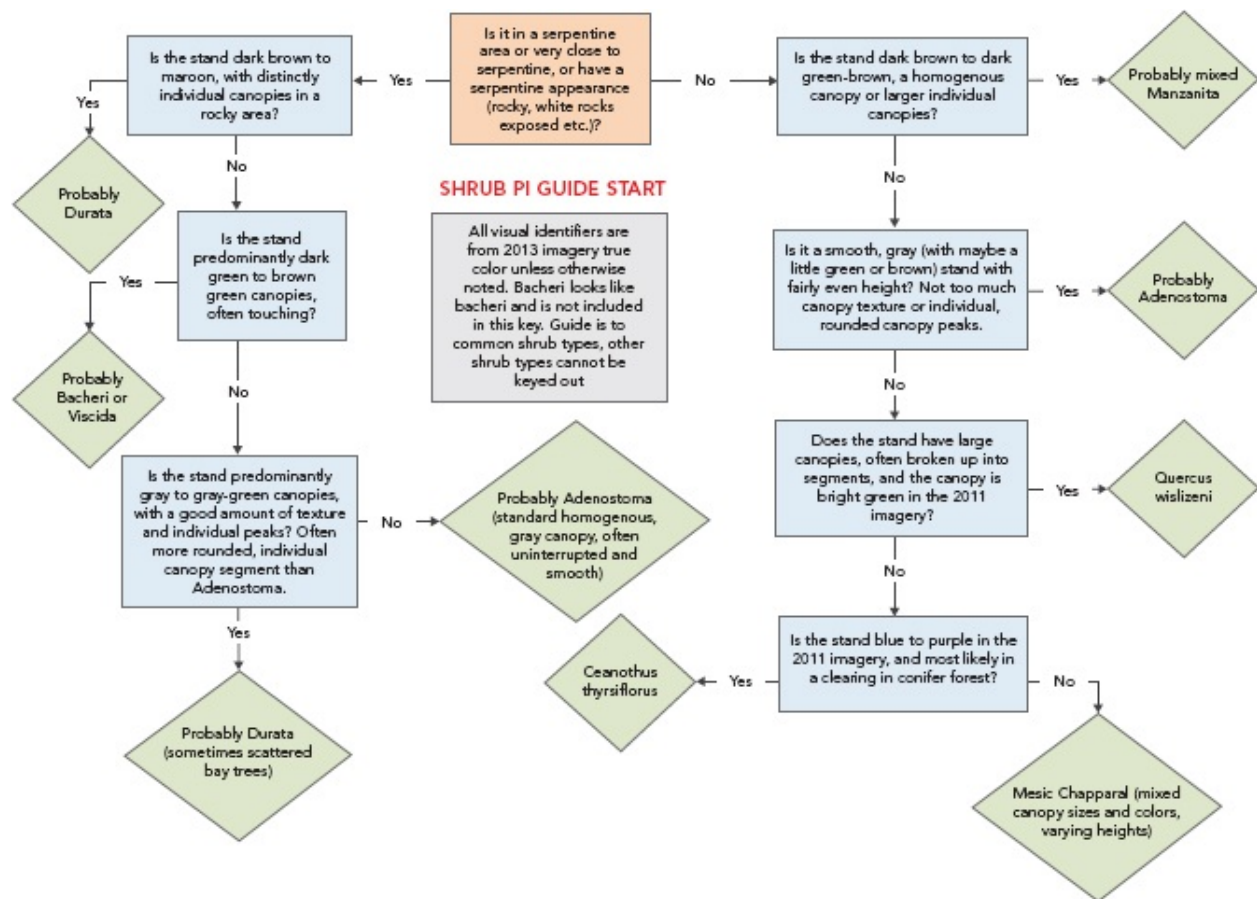 Is it in a serpentine
area or very close to
serpentine, or have a
serpentine appearance
(rocky, white rocks
exposed etc.)?
Yes
No
Is the stand dark brown to
maroon, with distinctly
individual canopies in a
rocky area?
Yes
Probably
Durata
No
Is the stand
predominantly dark
green to brown
green canopies,
often touching?
Yes
Probably
Bacheri or
Viscida
No
Is the stand predominantly
gray to gray-green canopies,
with a good amount of texture
and individual peaks? Often
more rounded, individual
canopy segment than
Adenostoma.
No
Probably Adenostoma
(standard homogenous,
gray canopy, often
uninterrupted and
smooth)
Yes
Probably Durata
(sometimes scattered
bay trees)
SHRUB PI GUIDE START
All visual identifiers are
from 2013 imagery true
color unless otherwise
noted. Bacheri looks like
bacheri and is not included
in this key. Guide is to
common shrub types, other
shrub types cannot be
keyed out
Is the stand dark brown to dark
green-brown, a homogenous
canopy or larger individual
canopies?
Yes
Probably mixed
Manzanita
No
Is it a smooth, gray (with maybe a
little green or brown) stand with
fairly even height? Not too much
canopy texture or individual,
rounded canopy peaks.
Yes
Probably
Adenostoma
No
Does the stand have large
canopies, often broken up into
segments, and the canopy is
bright green in the 2011
imagery?
Yes
Quercus
wislizeni
No
Is the stand blue to purple in the
2011 imagery, and most likely in
a clearing in conifer forest?
Yes
Ceanothus
thyrsiflorus
No
Mesic Chapparal (mixed
canopy sizes and colors,
varying heights)